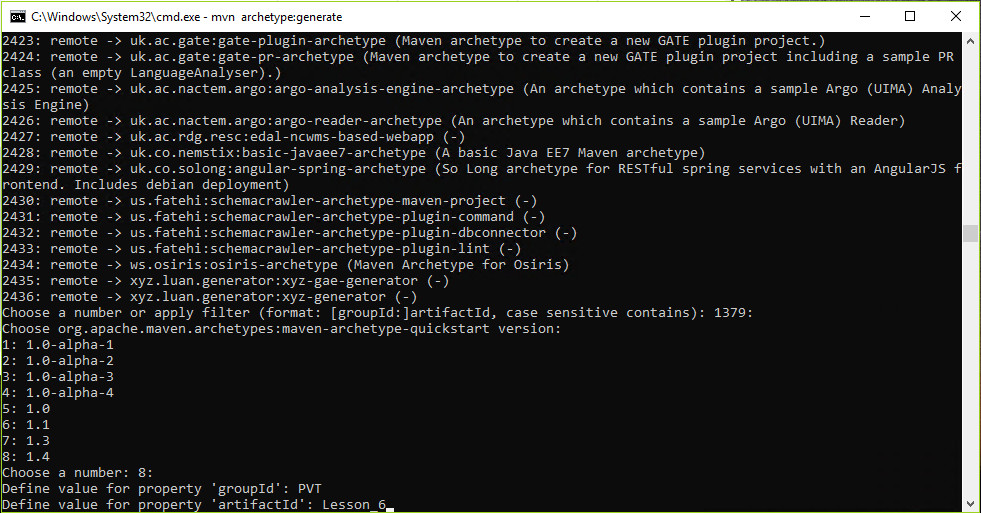 C:\Windows\System32\cmd.exe - mvn  archetype:generate
2423: remote -> uk.ac.gate:gate-plugin-archetype (Maven archetype to create a new GATE plugin project.)
2424: remote -> uk.ac.gate:gate-pr-archetype (Maven archetype to create a new GATE plugin project including a sample PR
class (an empty LanguageAnalyser).)
2425: remote -> uk.ac.nactem.argo:argo-analysis-engine-archetype (An archetype which contains a sample Argo (UIMA) Analy
sis Engine)
2426: remote -> uk.ac.nactem.argo:argo-reader-archetype (An archetype which contains a sample Argo (UIMA) Reader)
2427: remote -> uk.ac.rdg.resc:edal-ncwms-based-webapp (-)
2428: remote -> uk.co.nemstix:basic-javaee7-archetype (A basic Java EE7 Maven archetype)
2429: remote -> uk.co.solong:angular-spring-archetype (So Long archetype for RESTful spring services with an AngularJS f
rontend. Includes debian deployment)
2430: remote -> us.fatehi:schemacrawler-archetype-maven-project (-)
2431: remote -> us.fatehi:schemacrawler-archetype-plugin-command (-)
2432: remote -> us.fatehi:schemacrawler-archetype-plugin-dbconnector (-)
2433: remote -> us.fatehi:schemacrawler-archetype-plugin-lint (-)
2434: remote -> ws.osiris:osiris-archetype (Maven Archetype for Osiris)
2435: remote -> xyz.luan.generator:xyz-gae-generator (-)
2436: remote -> xyz.luan.generator:xyz-generator (-)
Choose a number or apply filter (format: [groupId:]artifactId, case sensitive contains): 1379:
Choose org.apache.maven.archetypes:maven-archetype-quickstart version:
1: 1.0-alpha-1
2: 1.0-alpha-2
3: 1.0-alpha-3
4: 1.0-alpha-4
5: 1.0
6: 1.1
7: 1.3
8: 1.4
Choose a number: 8:
Define value for property 'groupId': PVT
Define value for property 'artifactId': Lesson_6